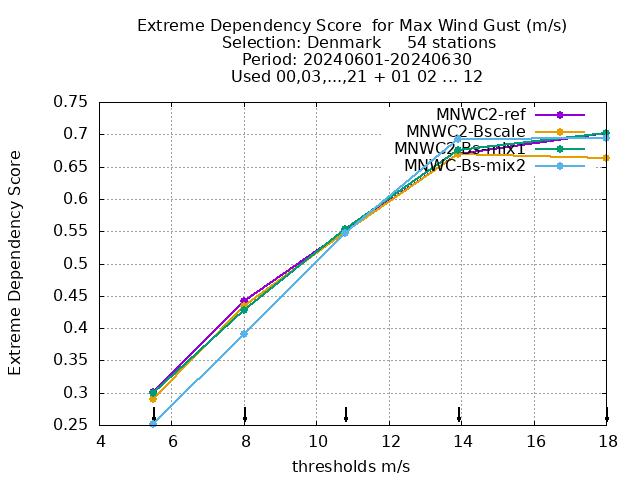 Extreme Dependency Score  for Max Wind Gust (m/s)
Selection: Denmark     54 stations
Period: 20240601-20240630
Used 00,03,...,21 + 01 02 ... 12
Extreme Dependency Score
0.75
0.7
0.65
0.6
0.55
0.5
0.45
0.4
0.35
0.3
0.25
MNWC2-ref
MNWC2-Bscale
MNWC2-Bs-mix1
MNWC-Bs-mix2
4 6 8 10 12 14 16 18
thresholds m/s